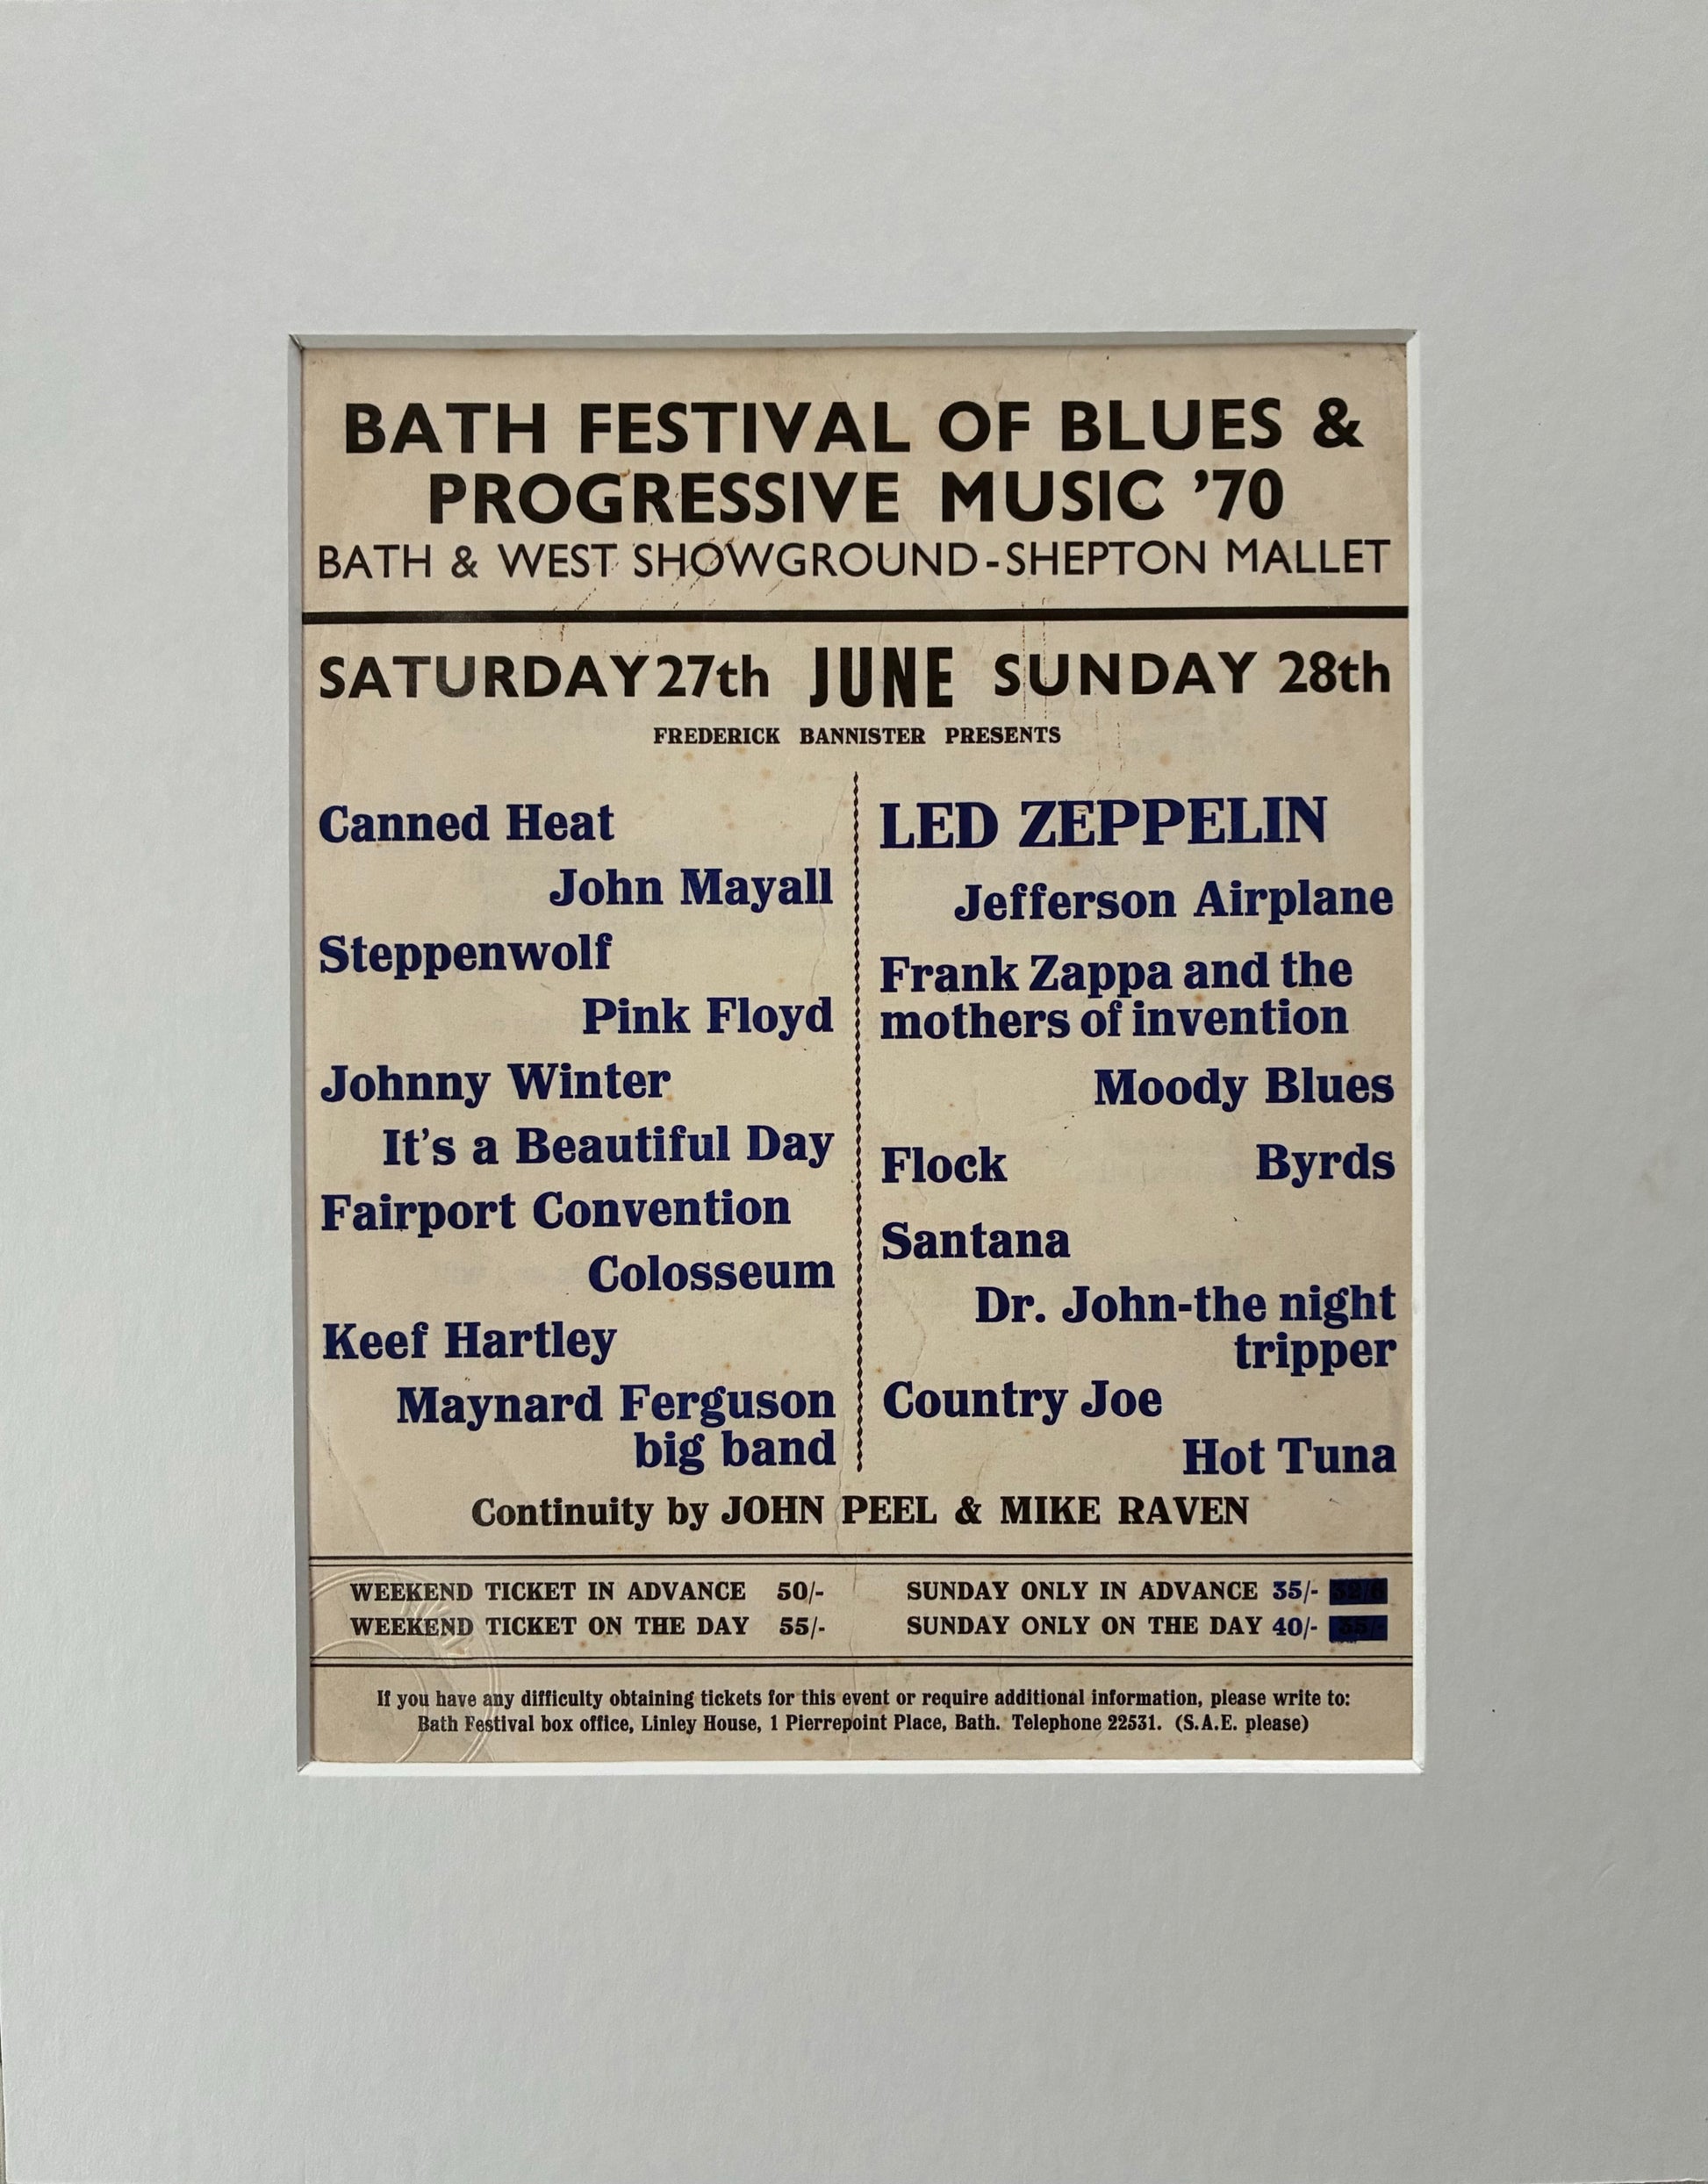 BATH FESTIVAL OF BLUES &
PROGRESSIVE MUSIC ’70
BATH & WEST SHOWGROUND-SHEPTON MALLET
SATURDAY 27th JUNE SUNDAY 28th
FREDERICK BANNISTER PRESENTS
Canned Heat
John Mayall
Steppenwolf
Pink Floyd
Johnny Winter
It’s a Beautiful Day
Fairport Convention
Colosseum
Keef Hartley
Maynard Ferguson
big band
LED ZEPPELIN
Jefferson Airplane
Frank Zappa and the
mothers of invention
Moody Blues
Flock Byrds
Santana
Dr. John-the night
tripper
Country Joe
Hot Tuna
Continuity by JOHN PEEL & MIKE RAVEN
WEEKEND TICKET IN ADVANCE 50/-
WEEKEND TICKET ON THE DAY 55/-
SUNDAY ONLY IN ADVANCE 35/-
SUNDAY ONLY ON THE DAY 40/-
If you have any difficulty obtaining tickets for this event or require additional information, please write to:
Bath Festival box office, Linley House, 1 Pierrepoint Place, Bath. Telephone 22531. (S.A.E. please)